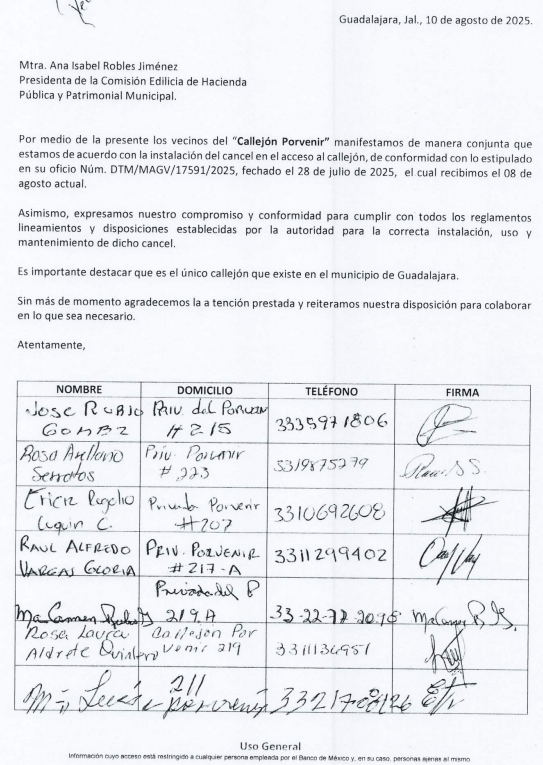 Guadalajara, Jal., 10 de agosto de 2025.
Mtra. Ana Isabel Robles Jiménez
Presidenta de la Comisión Edilicia de Hacienda
Pública y Patrimonial Municipal.
Por medio de la presente los vecinos del "Callejón Porvenir" manifestamos de manera conjunta que
estamos de acuerdo con la instalación del cancel en el acceso al callejón, de conformidad con lo estipulado
en su oficio Núm. DTM/MAGV/17591/2025, fechado el 28 de julio de 2025, el cual recibimos el 08 de
agosto actual.
Asimismo, expresamos nuestro compromiso y conformidad para cumplir con todos los reglamentos
lineamientos y disposiciones establecidas por la autoridad para la correcta instalación, uso y
mantenimiento de dicho cancel.
Es importante destacar que es el único callejón que existe en el municipio de Guadalajara.
Sin más de momento agradecemos la a tención prestada y reiteramos nuestra disposición para colaborar
en lo que sea necesario.
Atentamente,
NOMBRE DOMICILIO TELÉFONO FIRMA
JOSE RUBIO Priv. del
GOMEZ #215 3335971806
Rosa Arellano Priv. Porvenir
Serratos #223
Rogelio Privada Porvenir
C. #207 3310692608
RAUL ALFREDO PRIV. PORVENIR 3311299402
VARGAS GLORIA #217-A
Privada del P
Ma Carmen 219 A
Rosa Laura Callejon Por
Aldrete Quintero venir 219
211
porvenir
Uso General
Información cuyo acceso está restringido a cualquier persona empleada por el Banco de México y, en su caso, personas ajenas al mismo